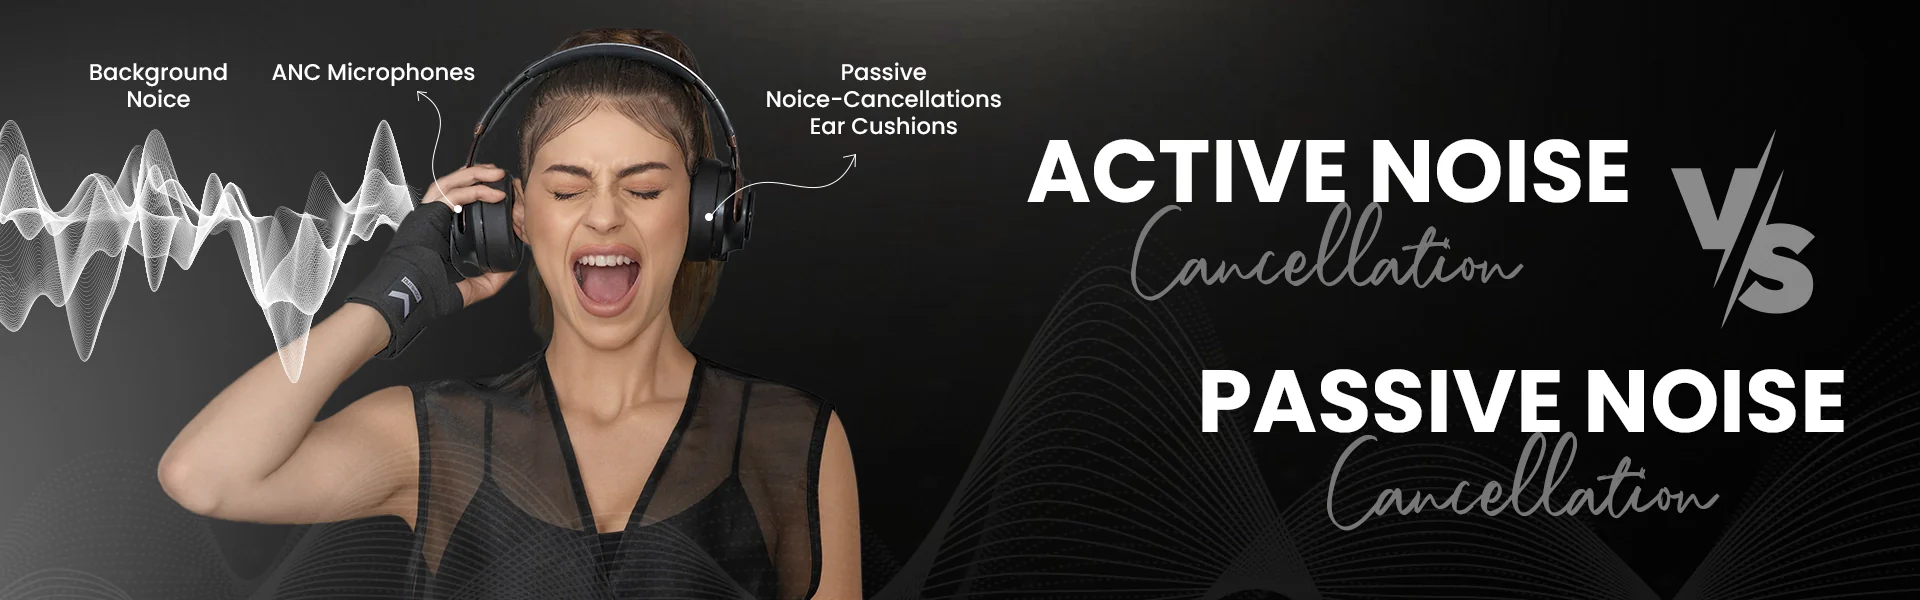 Background
Noice
ANC Microphones
Passive
Noice-Cancellations
Ear Cushions
ACTIVE NOISE
Cancellation
VS
PASSIVE NOISE
Cancellation